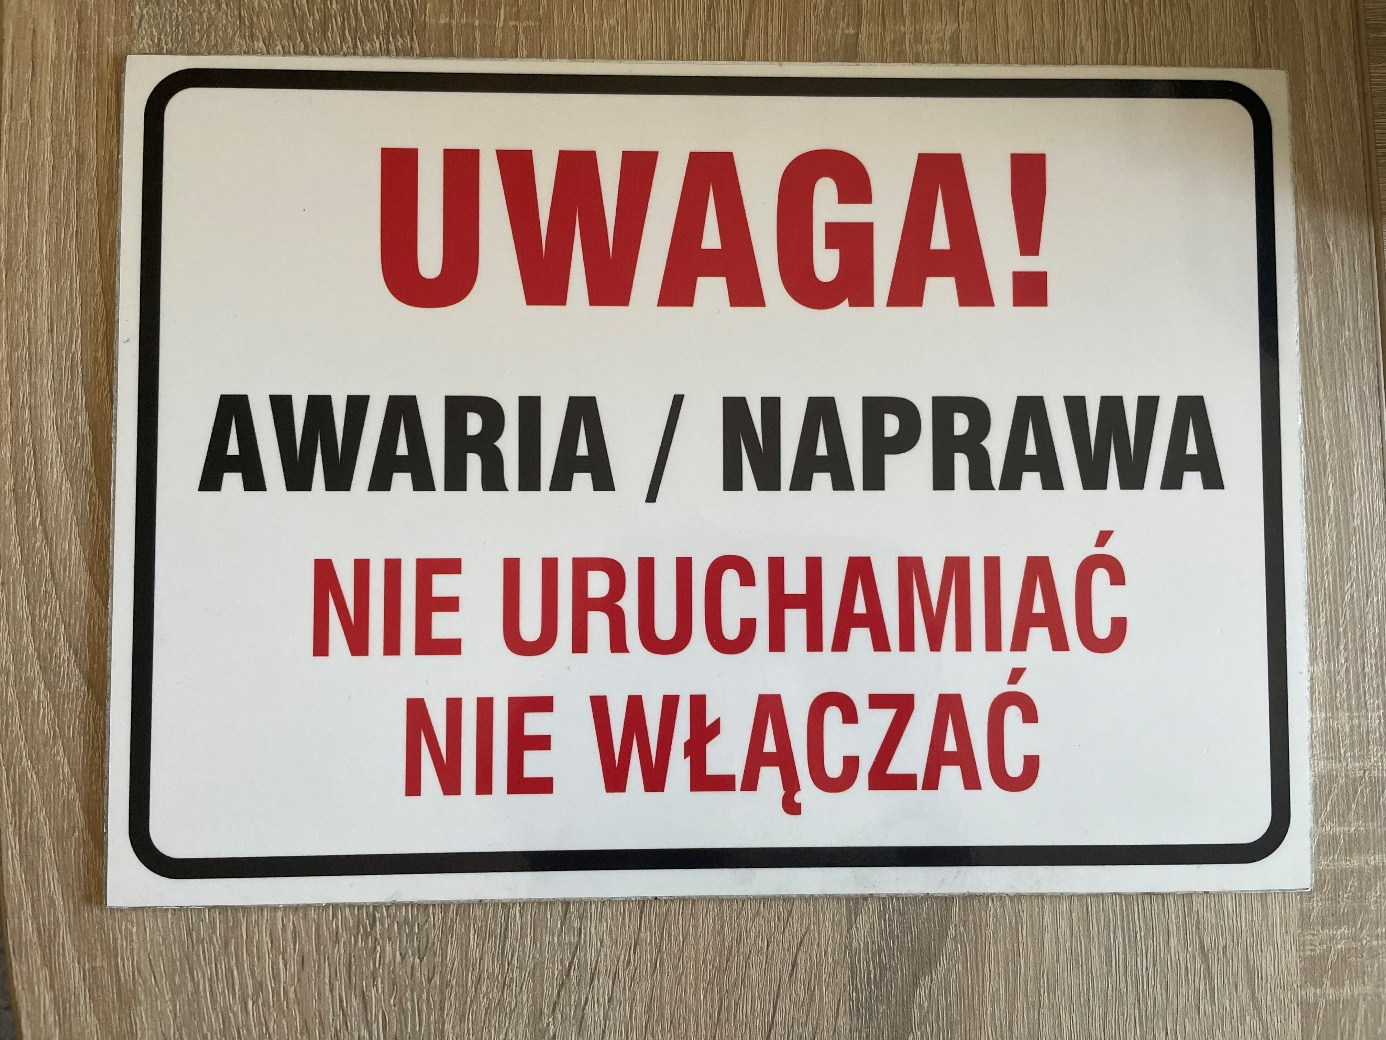 UWAGA!
AWARIA / NAPRAWA
NIE URUCHAMIAĆ
NIE WŁĄCZAĆ